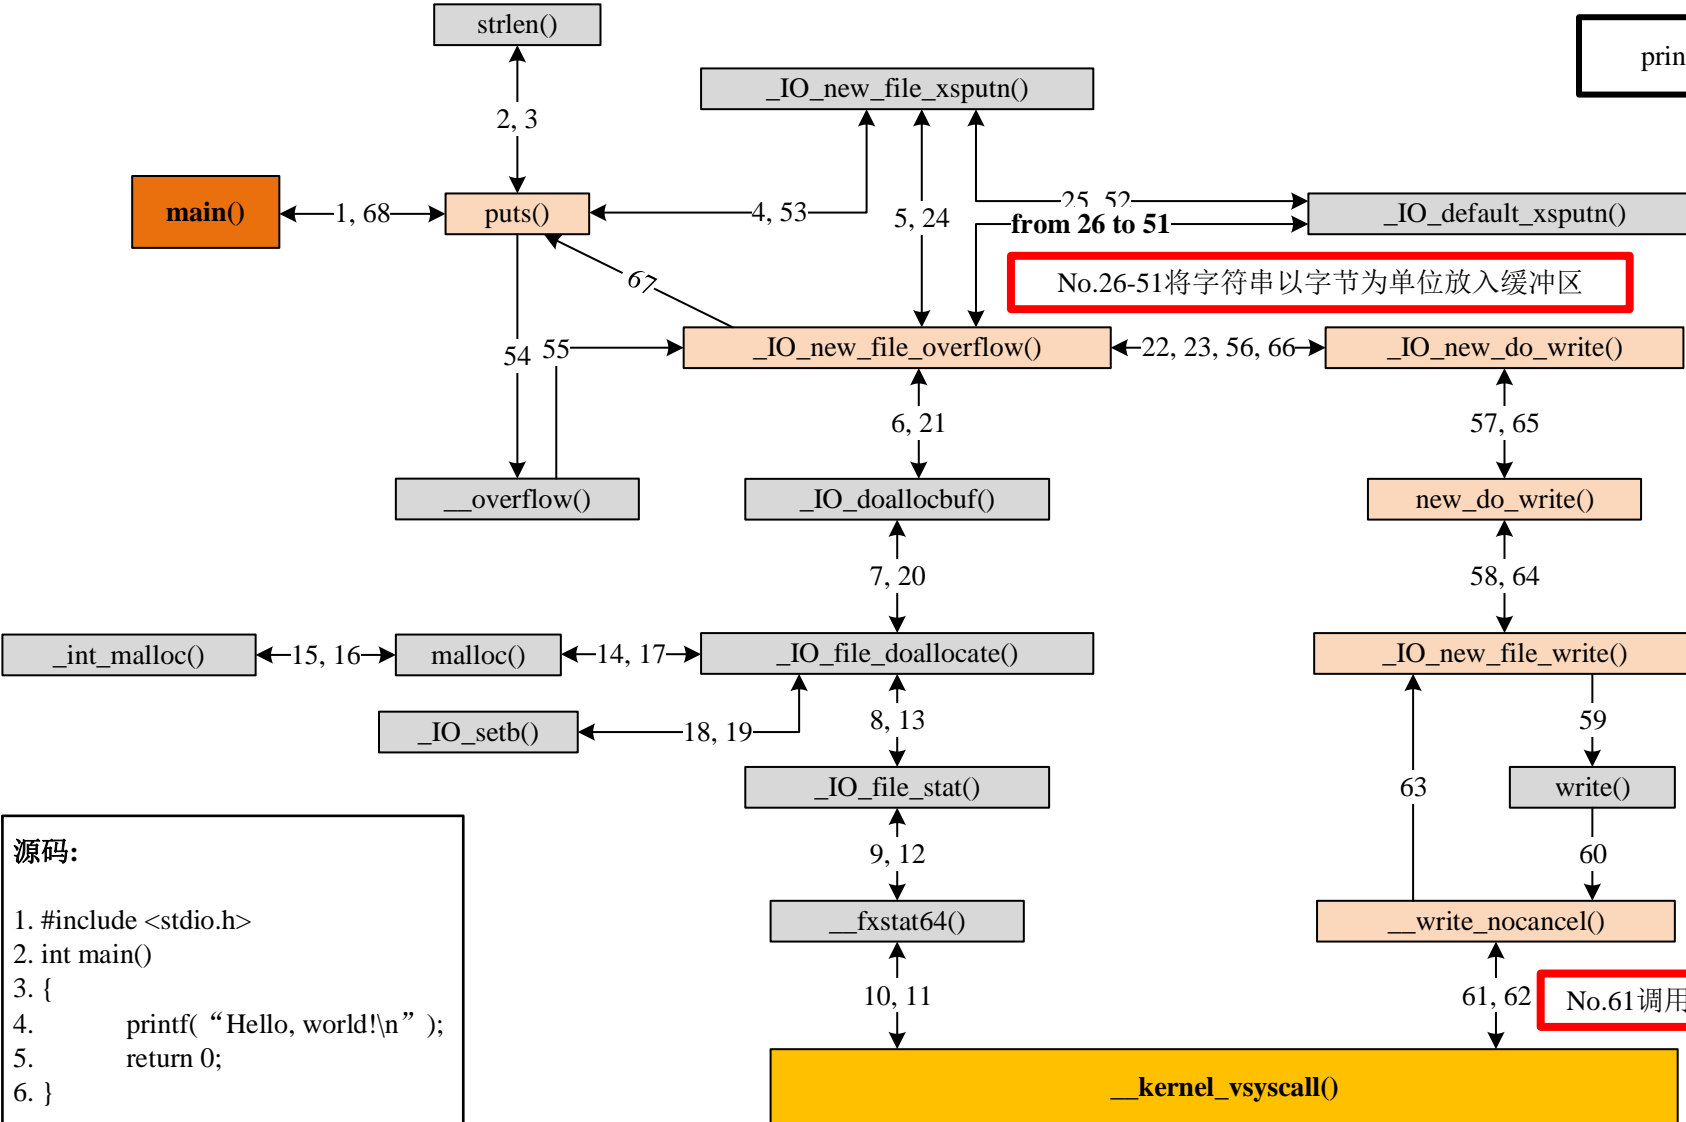 strlen()
prin
_IO_new_file_xsputn()
2, 3
main()
1, 68
puts()
4, 53
5, 24
25, 52
_IO_default_xsputn()
from 26 to 51
67
No.26-51将字符串以字节为单位放入缓冲区
54
55
_IO_new_file_overflow()
22, 23, 56, 66
_IO_new_do_write()
6, 21
57, 65
__overflow()
_IO_doallocbuf()
new_do_write()
7, 20
58, 64
_int_malloc()
15, 16
malloc()
14, 17
_IO_file_doallocate()
_IO_new_file_write()
_IO_setb()
18, 19
8, 13
59
_IO_file_stat()
63
write()
9, 12
60
__fxstat64()
__write_nocancel()
10, 11
61, 62
No.61调用
__kernel_vsyscall()
源码:
1. #include <stdio.h>
2. int main()
3. {
4. printf(“Hello, world!\n”);
5. return 0;
6. }